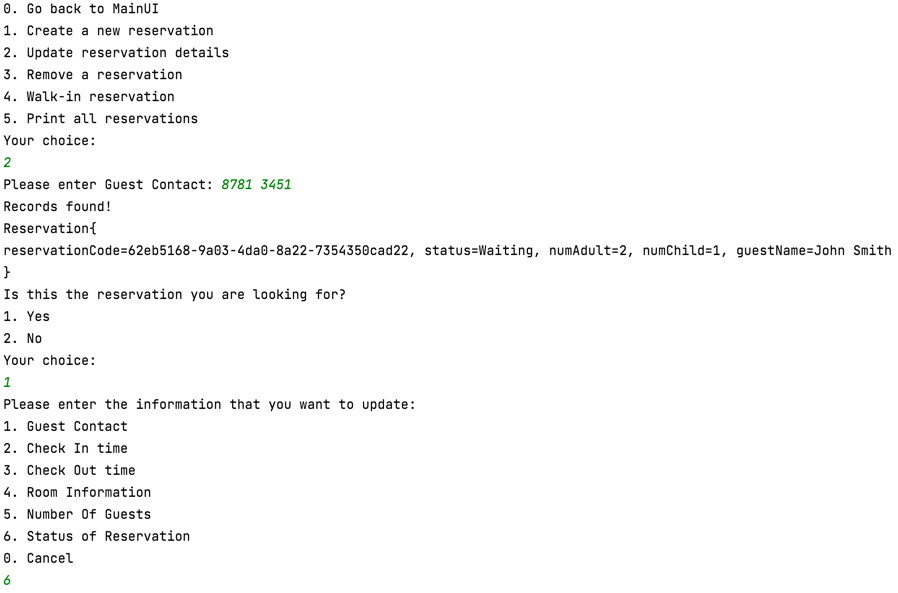 0. Go back to MainUI
1. Create a new reservation
2. Update reservation details
3. Remove a reservation
4. Walk-in reservation
5. Print all reservations
Your choice:
2
Please enter Guest Contact: 8781 3451
Records found!
Reservation{
reservationCode=62eb5168-9a03-4da0-8a22-7354350cad22, status=Waiting, numAdult=2, numChild=1, guestName=John Smith
}
Is this the reservation you are looking for?
1. Yes
2. No
Your choice:
1
Please enter the information that you want to update:
1. Guest Contact
2. Check In time
3. Check Out time
4. Room Information
5. Number Of Guests
6. Status of Reservation
0. Cancel
6